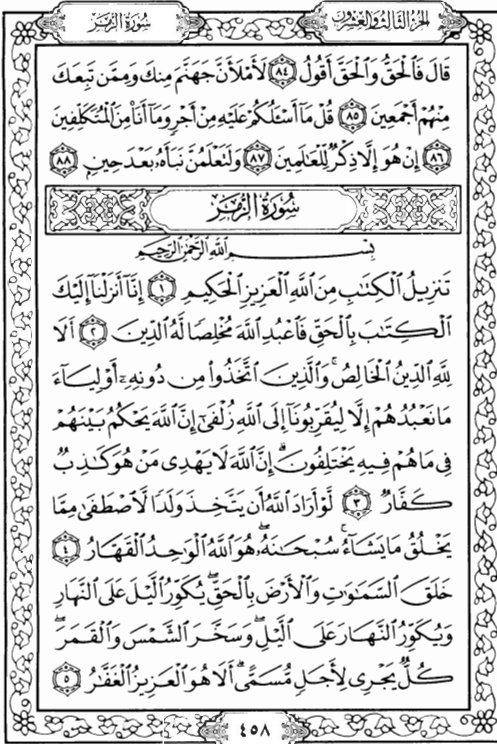 الجزء الثالث والعشرون
سورة الزمر
قَالَ فَالْحَقُّ وَالْحَقَّ أَقُولُ ٨٤ لَأَمْلَأَنَّ جَهَنَّمَ مِنكَ وَمِمَّن تَبِعَكَ
مِنْهُمْ أَجْمَعِينَ ٨٥ قُلْ مَا أَسْـَٔلُكُمْ عَلَيْهِ مِنْ أَجْرٍ وَمَا أَنَا۠ مِنَ الْمُتَكَلِّفِينَ
٨٦ إِنْ هُوَ إِلَّا ذِكْرٌ لِّلْعَالَمِينَ ٨٧ وَلَتَعْلَمُنَّ نَبَأَهُۥ بَعْدَ حِينٍ ٨٨
سُورَةُ الزُّمَرِ
بِسْمِ اللَّهِ الرَّحْمَٰنِ الرَّحِيمِ
تَنزِيلُ الْكِتَابِ مِنَ اللَّهِ الْعَزِيزِ الْحَكِيمِ ١ إِنَّا أَنزَلْنَا إِلَيْكَ
الْكِتَابَ بِالْحَقِّ فَاعْبُدِ اللَّهَ مُخْلِصًا لَّهُ الدِّينَ ٢ أَلَا
لِلَّهِ الدِّينُ الْخَالِصُ ۚ وَالَّذِينَ اتَّخَذُوا مِن دُونِهِۦ أَوْلِيَاءَ
مَا نَعْبُدُهُمْ إِلَّا لِيُقَرِّبُونَا إِلَى اللَّهِ زُلْفَىٰ إِنَّ اللَّهَ يَحْكُمُ بَيْنَهُمْ
فِى مَا هُمْ فِيهِ يَخْتَلِفُونَ ۗ إِنَّ اللَّهَ لَا يَهْدِى مَنْ هُوَ كَاذِبٌ
كَفَّارٌ ٣ لَّوْ أَرَادَ اللَّهُ أَن يَتَّخِذَ وَلَدًا لَّاصْطَفَىٰ مِمَّا
يَخْلُقُ مَا يَشَاءُ ۚ سُبْحَانَهُۥ ۖ هُوَ اللَّهُ الْوَاحِدُ الْقَهَّارُ ٤
خَلَقَ السَّمَاوَاتِ وَالْأَرْضَ بِالْحَقِّ ۖ يُكَوِّرُ الَّيْلَ عَلَى النَّهَارِ
وَيُكَوِّرُ النَّهَارَ عَلَى الَّيْلِ ۖ وَسَخَّرَ الشَّمْسَ وَالْقَمَرَ ۖ
كُلٌّ يَجْرِى لِأَجَلٍ مُّسَمًّى ۗ أَلَا هُوَ الْعَزِيزُ الْغَفَّارُ ٥
٤٥٨